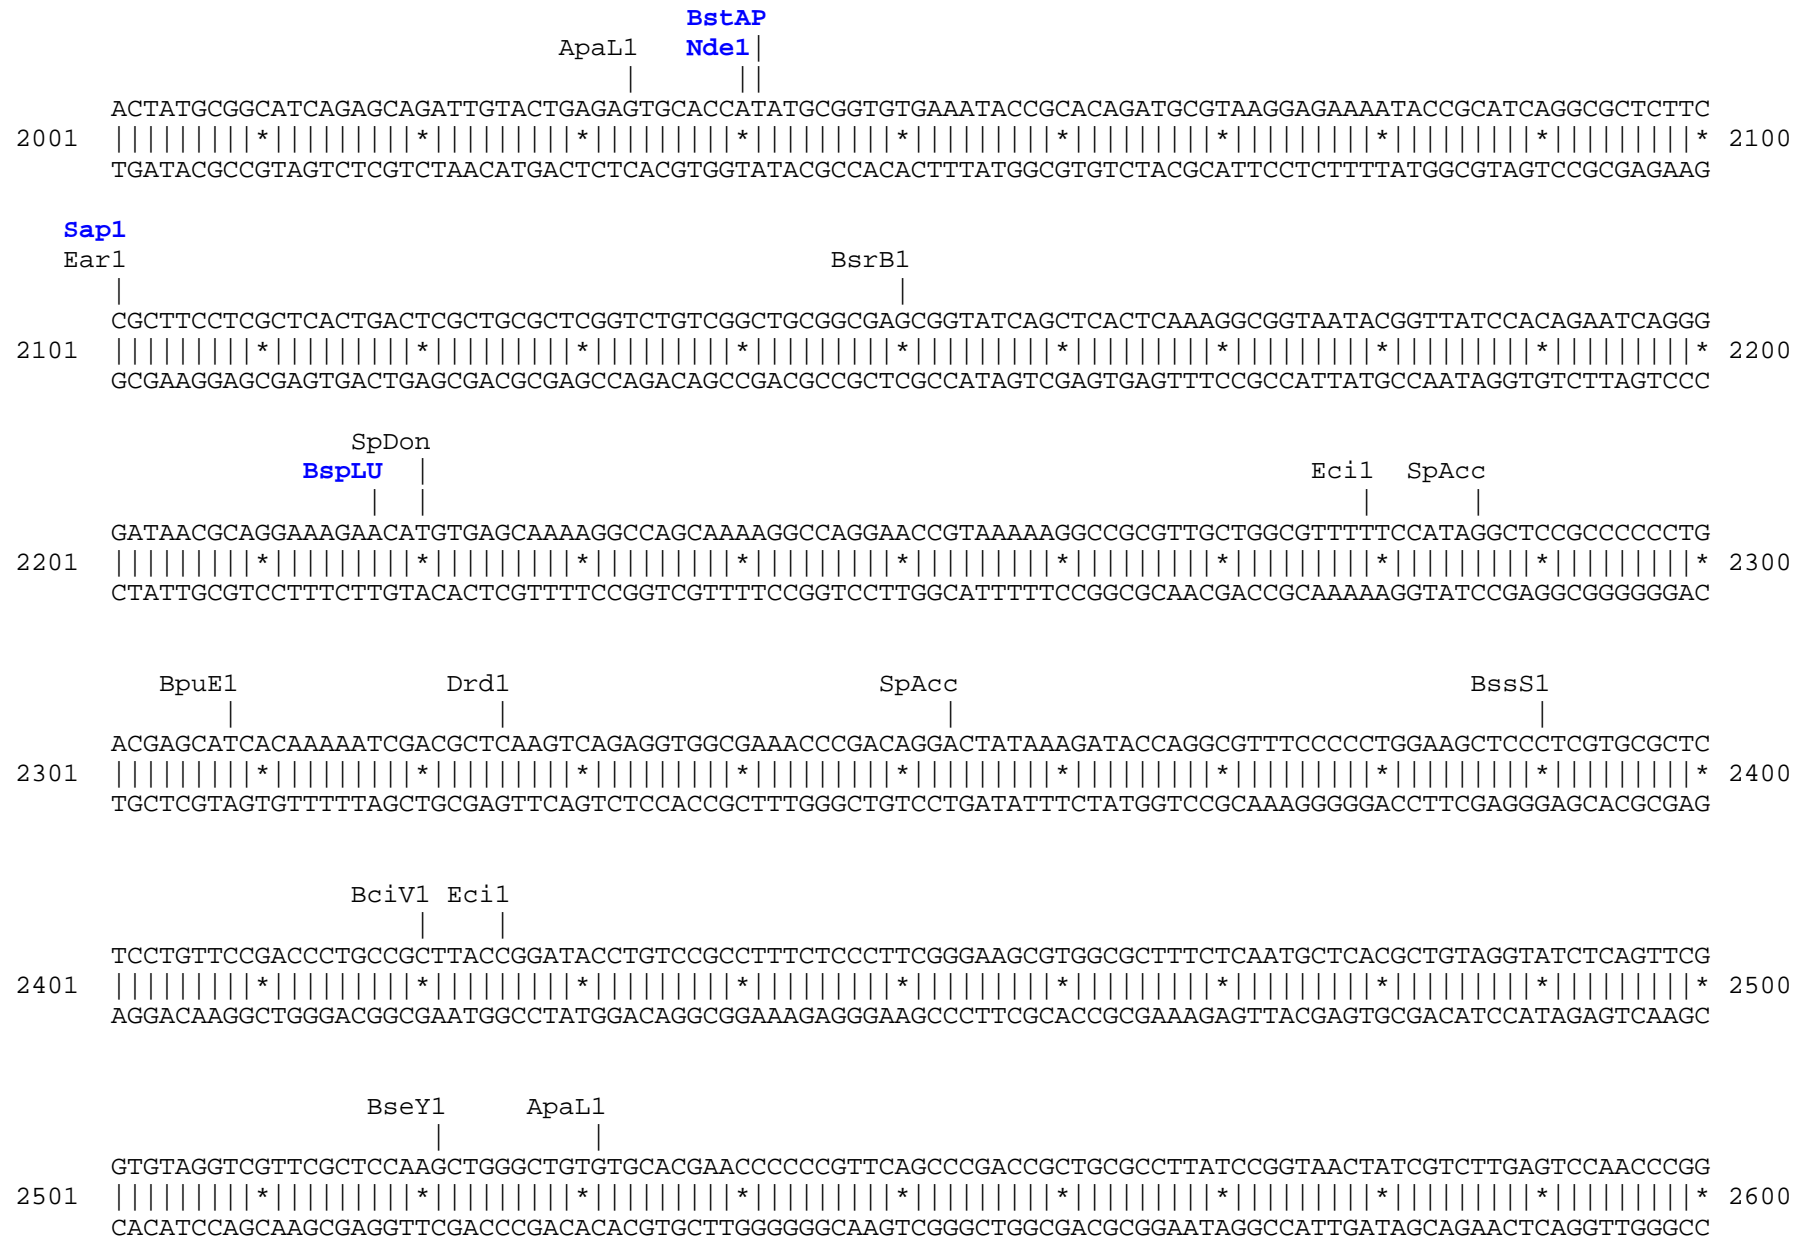 BstAP
ApaL1 Nde1|
| ||
ACTATGCGGCATCAGAGCAGATTGTACTGAGAGTGCACCATATGCGGTGTGAAATACCGCACAGATGCGTAAGGAGAAAATACCGCATCAGGCGCTCTTC
2001 |||||||||*|||||||||*|||||||||*|||||||||*|||||||||*|||||||||*|||||||||*|||||||||*|||||||||*|||||||||* 2100
TGATACGCCGTAGTCTCGTCTAACATGACTCTCACGTGGTATACGCCACACTTTATGGCGTGTCTACGCATTCCTCTTTTATGGCGTAGTCCGCGAGAAG
Sap1
Ear1 BsrB1
| |
CGCTTCCTCGCTCACTGACTCGCTGCGCTCGGTCTGTCGGCTGCGGCGAGCGGTATCAGCTCACTCAAAGGCGGTAATACGGTTATCCACAGAATCAGGG
2101 |||||||||*|||||||||*|||||||||*|||||||||*|||||||||*|||||||||*|||||||||*|||||||||*|||||||||*|||||||||* 2200
GCGAAGGAGCGAGTGACTGAGCGACGCGAGCCAGACAGCCGACGCCGCTCGCCATAGTCGAGTGAGTTTCCGCCATTATGCCAATAGGTGTCTTAGTCCC
SpDon
BspLU | Eci1 SpAcc
| | | |
GATAACGCAGGAAAGAACATGTGAGCAAAAGGCCAGCAAAAGGCCAGGAACCGTAAAAAGGCCGCGTTGCTGGCGTTTTTCCATAGGCTCCGCCCCCCTG
2201 |||||||||*|||||||||*|||||||||*|||||||||*|||||||||*|||||||||*|||||||||*|||||||||*|||||||||*|||||||||* 2300
CTATTGCGTCCTTTCTTGTACACTCGTTTTCCGGTCGTTTTCCGGTCCTTGGCATTTTTCCGGCGCAACGACCGCAAAAAGGTATCCGAGGCGGGGGGAC
BpuE1 Drd1 SpAcc BssS1
| | | |
ACGAGCATCACAAAAATCGACGCTCAAGTCAGAGGTGGCGAAACCCGACAGGACTATAAAGATACCAGGCGTTTCCCCCTGGAAGCTCCCTCGTGCGCTC
2301 |||||||||*|||||||||*|||||||||*|||||||||*|||||||||*|||||||||*|||||||||*|||||||||*|||||||||*|||||||||* 2400
TGCTCGTAGTGTTTTTAGCTGCGAGTTCAGTCTCCACCGCTTTGGGCTGTCCTGATATTTCTATGGTCCGCAAAGGGGGACCTTCGAGGGAGCACGCGAG
BciV1 Eci1
| |
TCCTGTTCCGACCCTGCCGCTTACCGGATACCTGTCCGCCTTTCTCCCTTCGGGAAGCGTGGCGCTTTCTCAATGCTCACGCTGTAGGTATCTCAGTTCG
2401 |||||||||*|||||||||*|||||||||*|||||||||*|||||||||*|||||||||*|||||||||*|||||||||*|||||||||*|||||||||* 2500
AGGACAAGGCTGGGACGGCGAATGGCCTATGGACAGGCGGAAAGAGGGAAGCCCTTCGCACCGCGAAAGAGTTACGAGTGCGACATCCATAGAGTCAAGC
BseY1 ApaL1
| |
GTGTAGGTCGTTCGCTCCAAGCTGGGCTGTGTGCACGAACCCCCCGTTCAGCCCGACCGCTGCGCCTTATCCGGTAACTATCGTCTTGAGTCCAACCCGG
2501 |||||||||*|||||||||*|||||||||*|||||||||*|||||||||*|||||||||*|||||||||*|||||||||*|||||||||*|||||||||* 2600
CACATCCAGCAAGCGAGGTTCGACCCGACACACGTGCTTGGGGGGCAAGTCGGGCTGGCGACGCGGAATAGGCCATTGATAGCAGAACTCAGGTTGGGCC